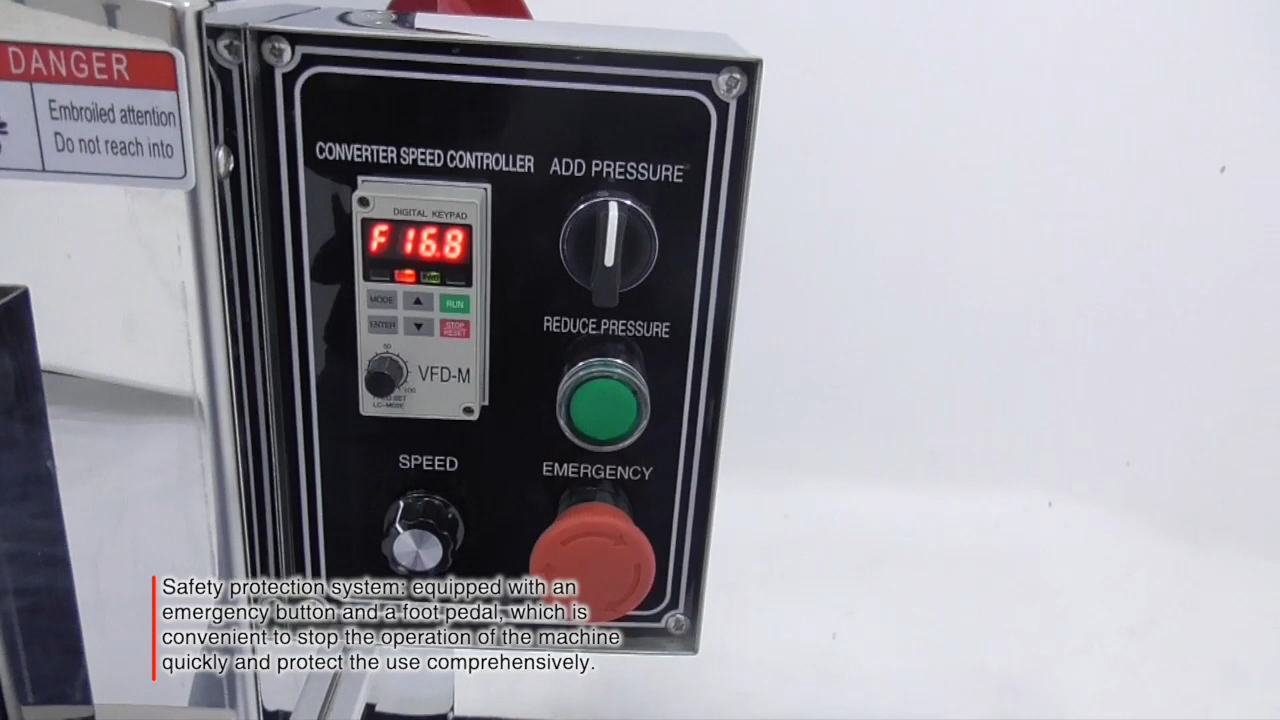 DANGER
Embroiled attention
Do not reach into
CONVERTER SPEED CONTROLLER
ADD PRESSURE
DIGITAL KEYPAD
F 16.8
MODE
RUN
ENTER
STOP
RESET
50
100
VFD-M
REDUCE PRESSURE
SPEED
EMERGENCY
Safety protection system: equipped with an
emergency button and a foot pedal, which is
convenient to stop the operation of the machine
quickly and protect the use comprehensively.